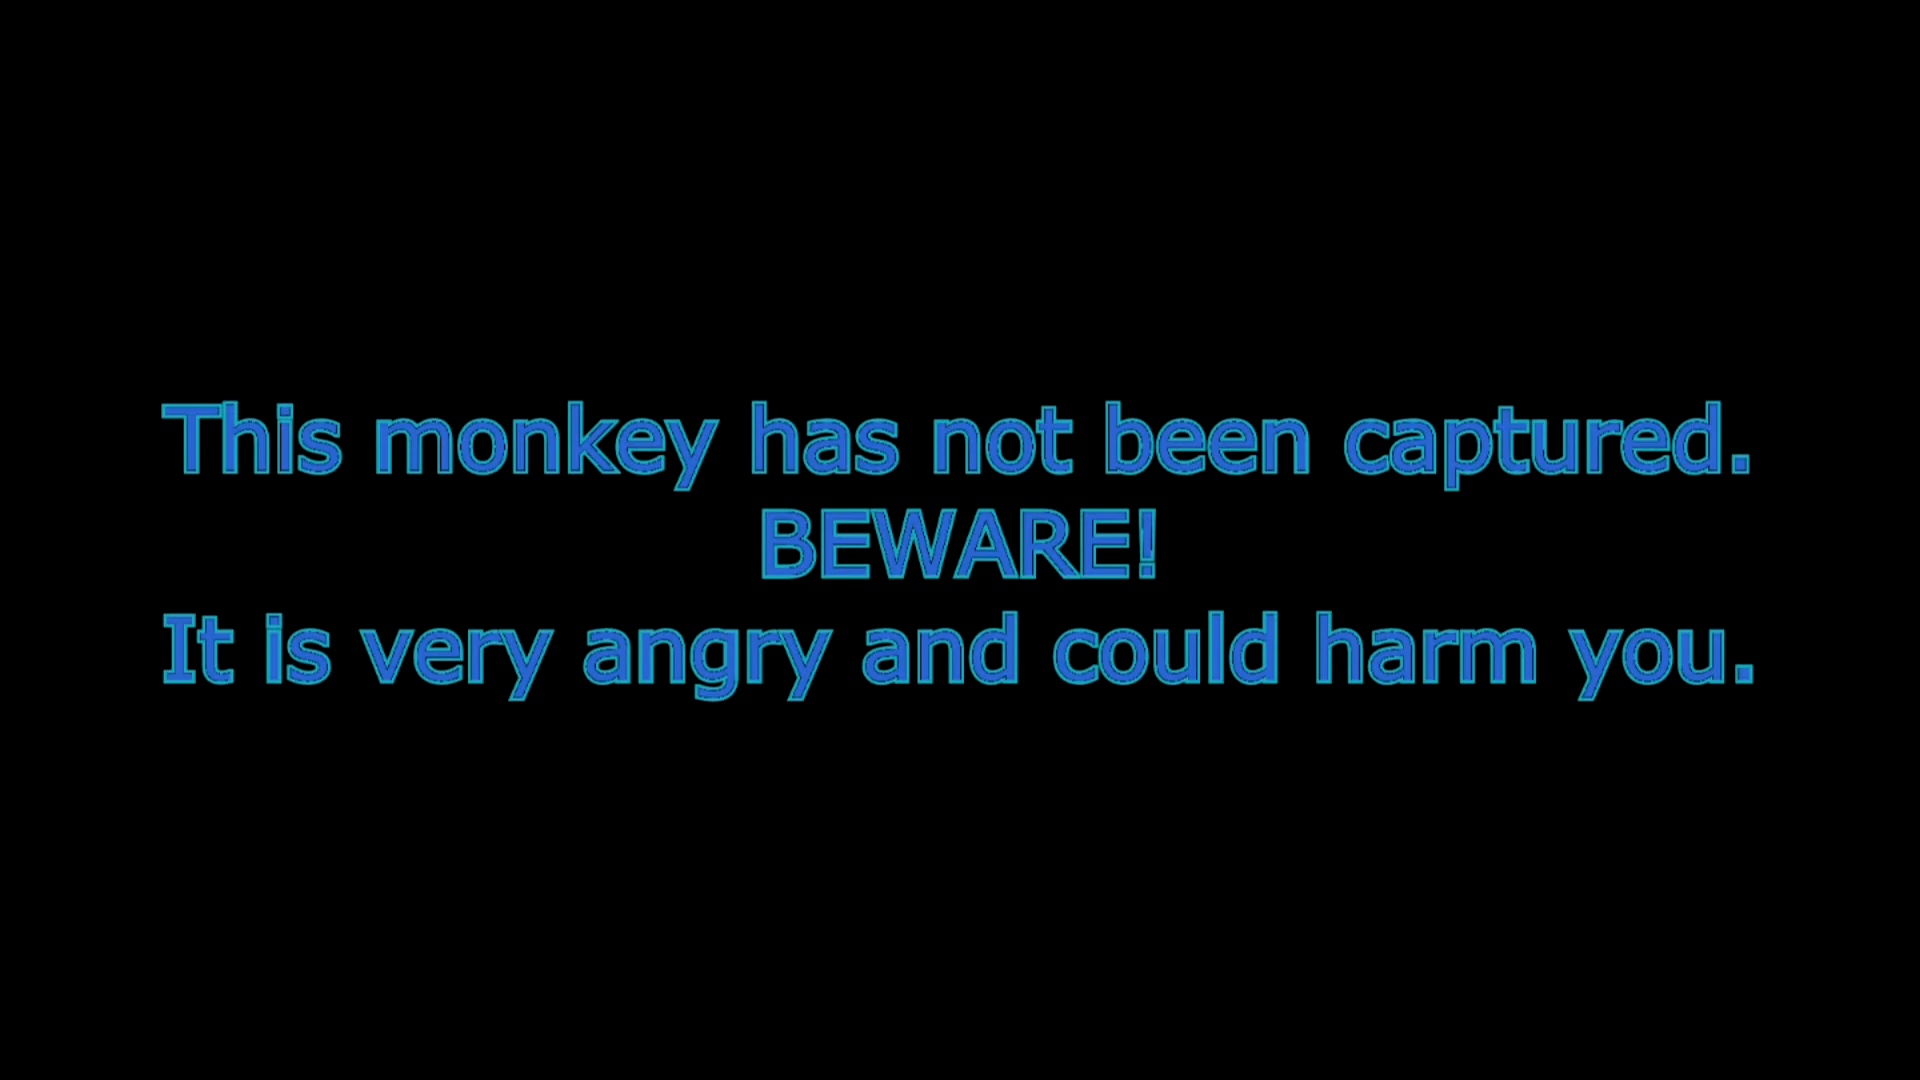 This monkey has not been captured.
BEWARE!
It is very angry and could harm you.